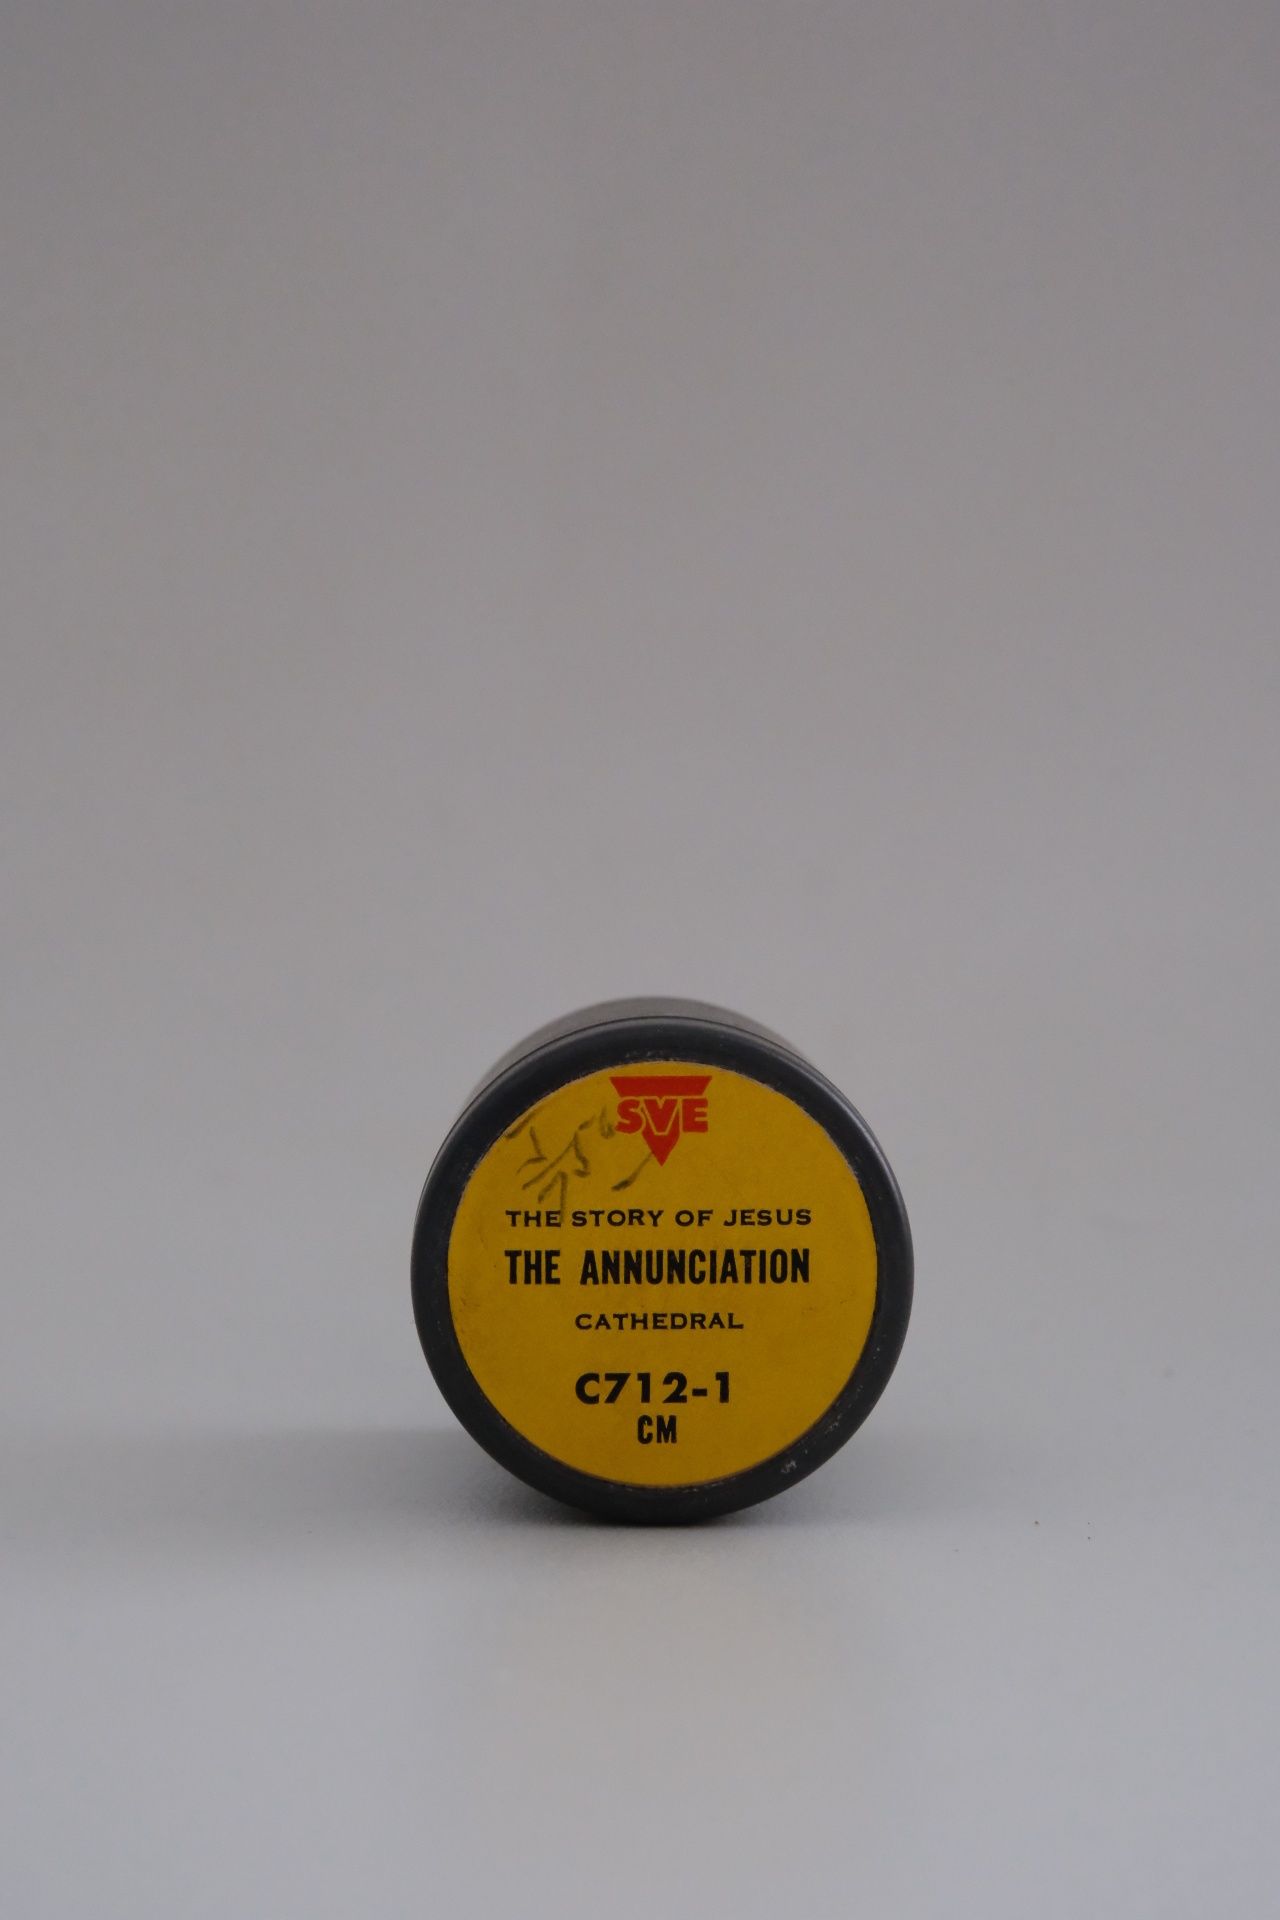 SVE
THE STORY OF JESUS
THE ANNUNCIATION
CATHEDRAL
C712-1
CM